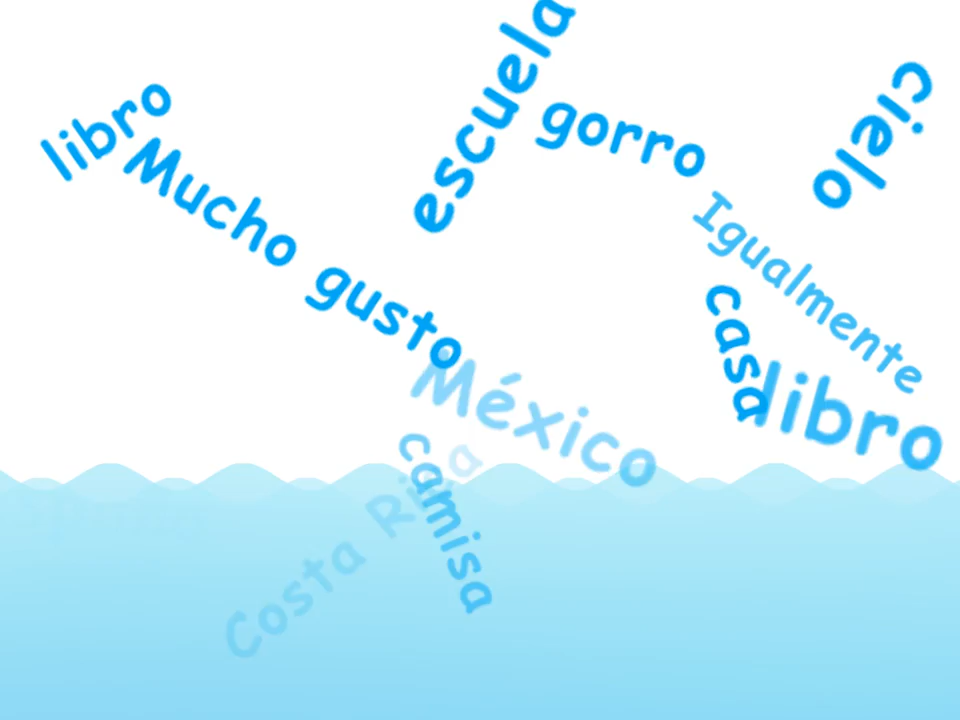 escuela
libro
gorro
cielo
Mucho gusto
Igualmente
casa
México
libro
camisa
Costa Rica